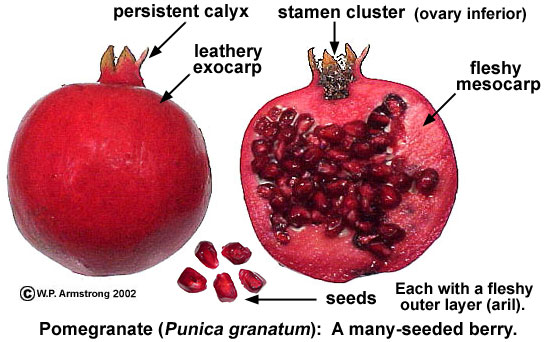 persistent calyx
stamen cluster (ovary inferior)
leathery
exocarp
fleshy
mesocarp
seeds
Each with a fleshy
outer layer (aril).
© W.P. Armstrong 2002
Pomegranate (Punica granatum): A many-seeded berry.